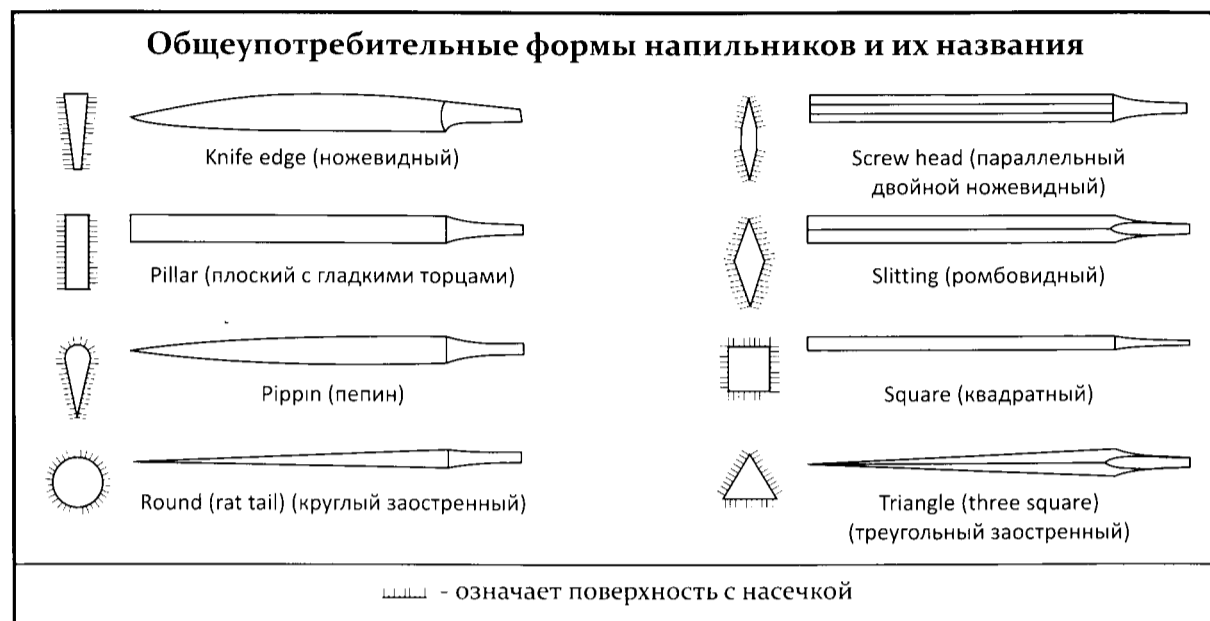 Общеупотребительные формы напильников и их названия
Knife edge (ножевидный)
Pillar (плоский с гладкими торцами)
Pippin (пепин)
Round (rat tail) (круглый заостренный)
Screw head (параллельный
двойной ножевидный)
Slitting (ромбовидный)
Square (квадратный)
Triangle (three square)
(треугольный заостренный)
- означает поверхность с насечкой